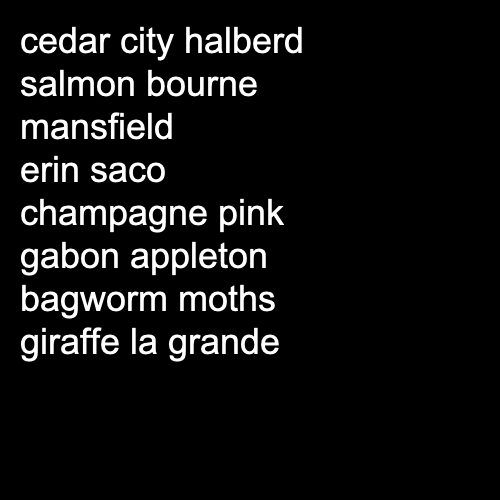 cedar city halberd
salmon bourne
mansfield
erin saco
champagne pink
gabon appleton
bagworm moths
giraffe la grande